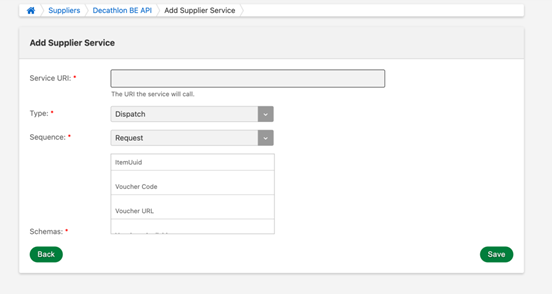 Suppliers Decathlon BE API Add Supplier Service
Add Supplier Service
Service URI: *
The URI the service will call.
Type: * Dispatch
Sequence: * Request
ItemUuid
Voucher Code
Voucher URL
Schemas: *
Back Save